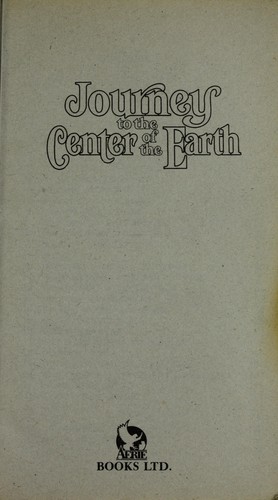 Journey
to the
Center of the Earth
AERIE
BOOKS LTD.